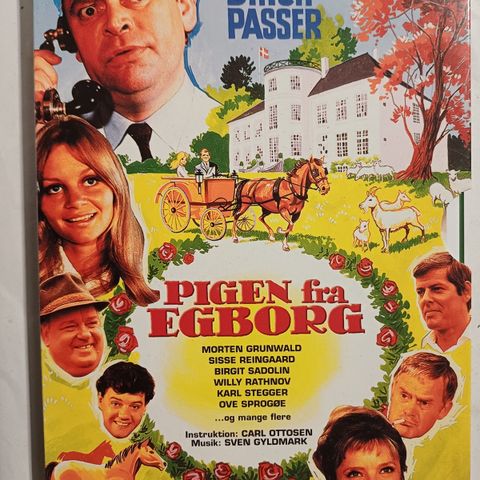 DIRCH
PASSER
PIGEN fra
EGBORG
MORTEN GRUNWALD
SISSE REINGAARD
BIRGIT SADOLIN
WILLY RATHNOV
KARL STEGGER
OVE SPROGØE
...og mange flere
Instruktion: CARL OTTOSEN
Musik: SVEN GYLDMARK